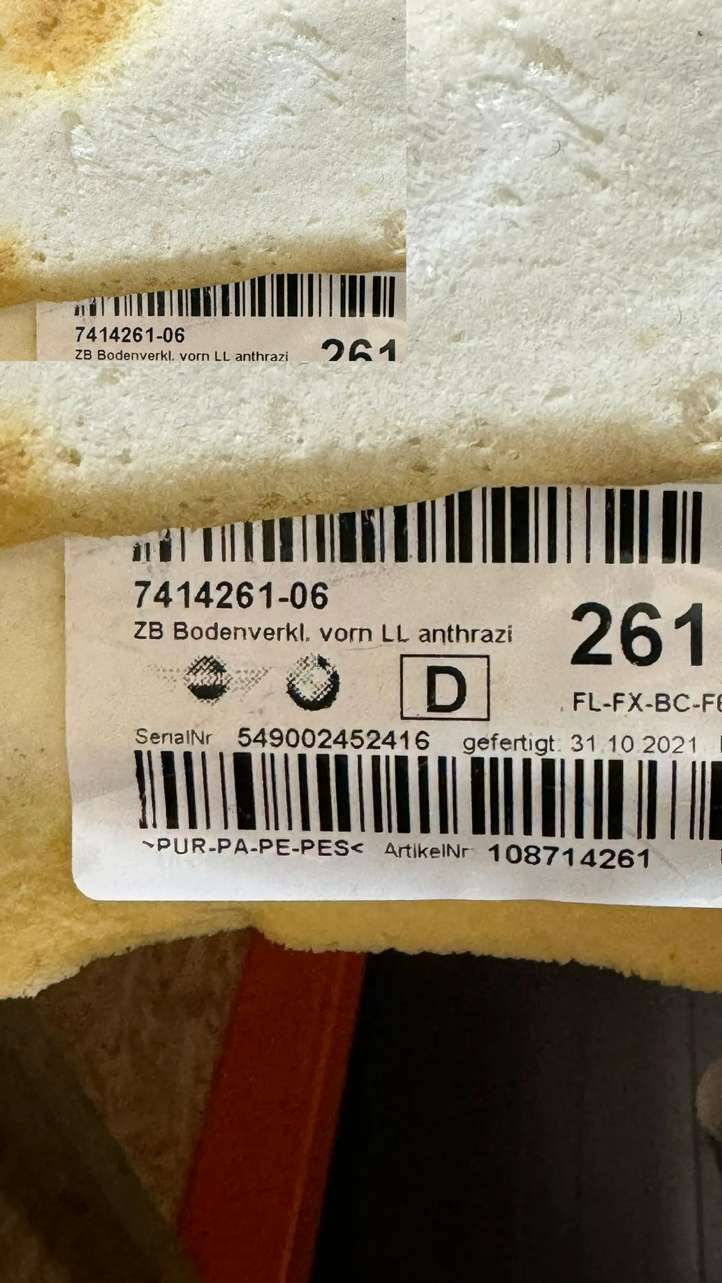 7414261-06
ZB Bodenverkl. vorn LL anthrazi
261
7414261-06
ZB Bodenverkl. vorn LL anthrazi
261
D
FL-FX-BC-F
SerialNr 549002452416 gefertigt: 31.10.2021
~PUR-PA-PE-PES< ArtikelNr 108714261